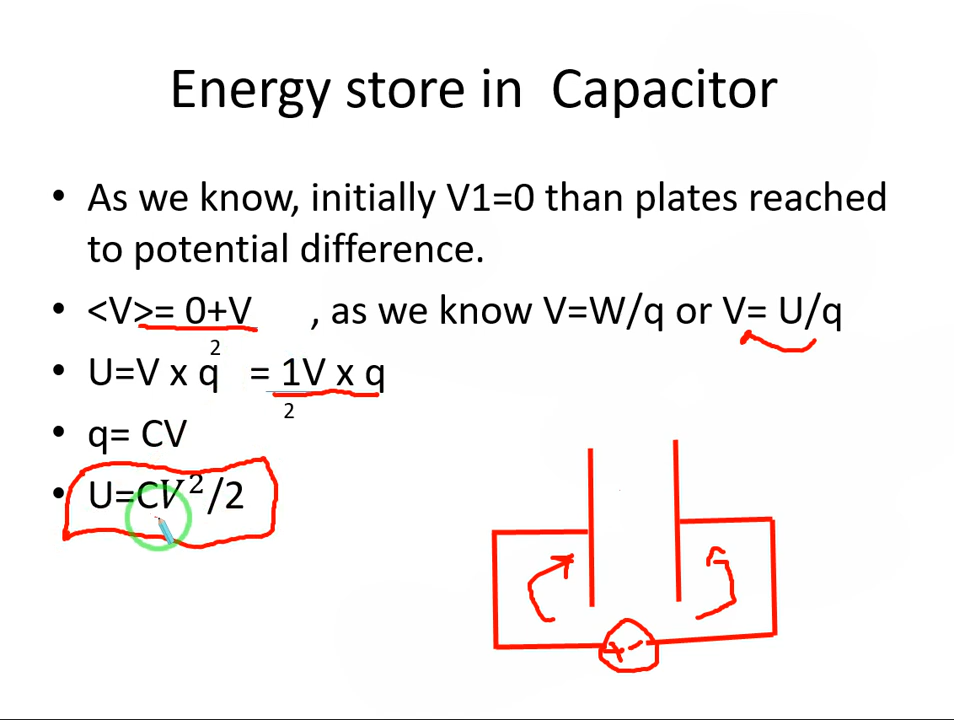 Energy store in Capacitor
• As we know, initially V1=0 than plates reached
to potential difference.
• <V>= 0+V , as we know V=W/q or V= U/q
2
• U=V x q = 1V x q
2
• q= CV
• U=C𝑉²/2
+ -